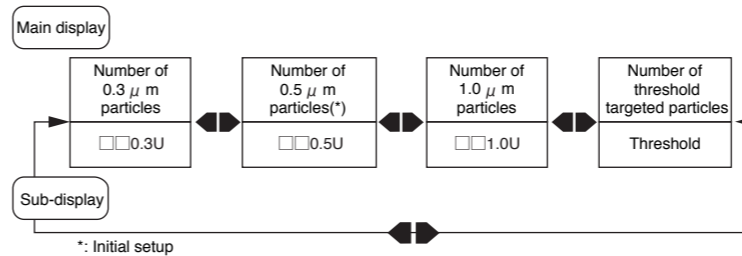 Main display
Number of
0.3 μ m
particles
□□0.3U
Number of
0.5 μ m
particles(*)
□□0.5U
Number of
1.0 μ m
particles
□□1.0U
Number of
threshold
targeted particles
Threshold
Sub-display
*: Initial setup